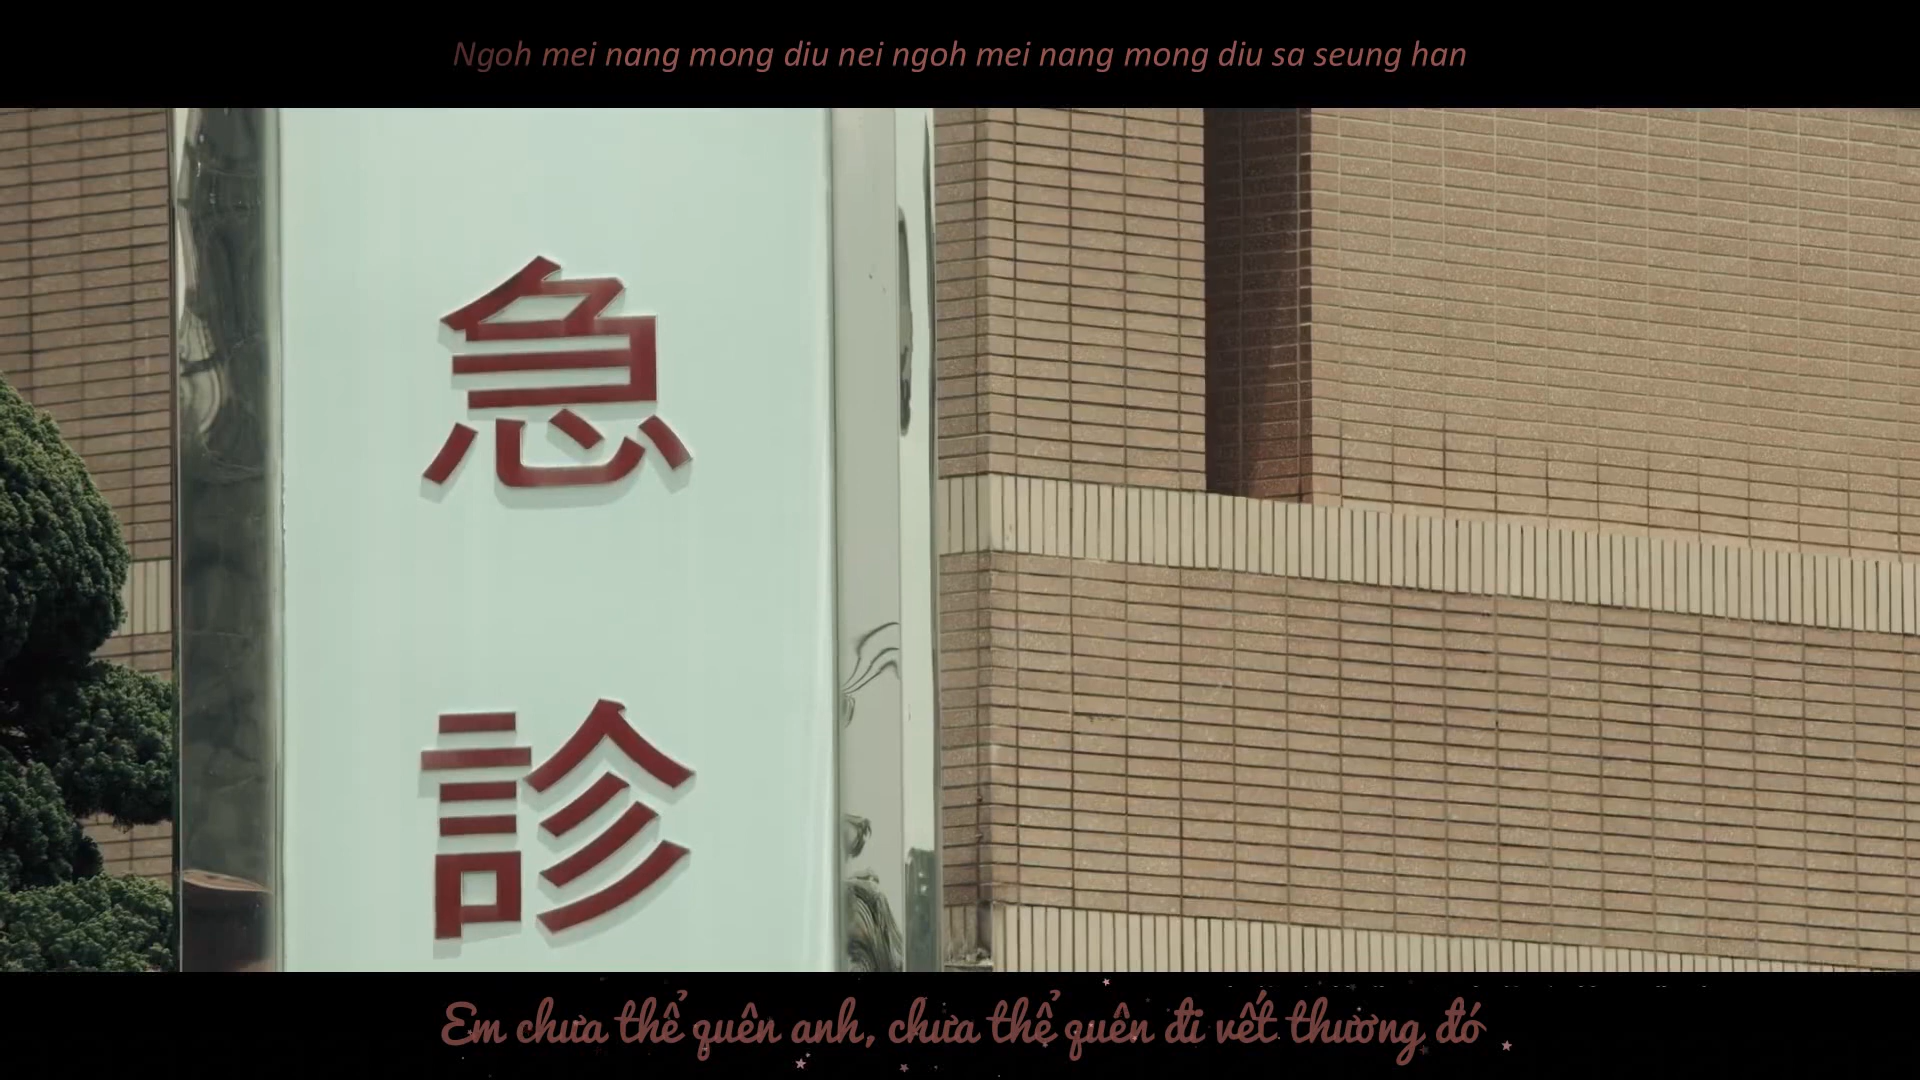 Ngoh mei nang mong diu nei ngoh mei nang mong diu sa seung han
急
診
Em chưa thể quên anh, chưa thể quên đi vết thương đó